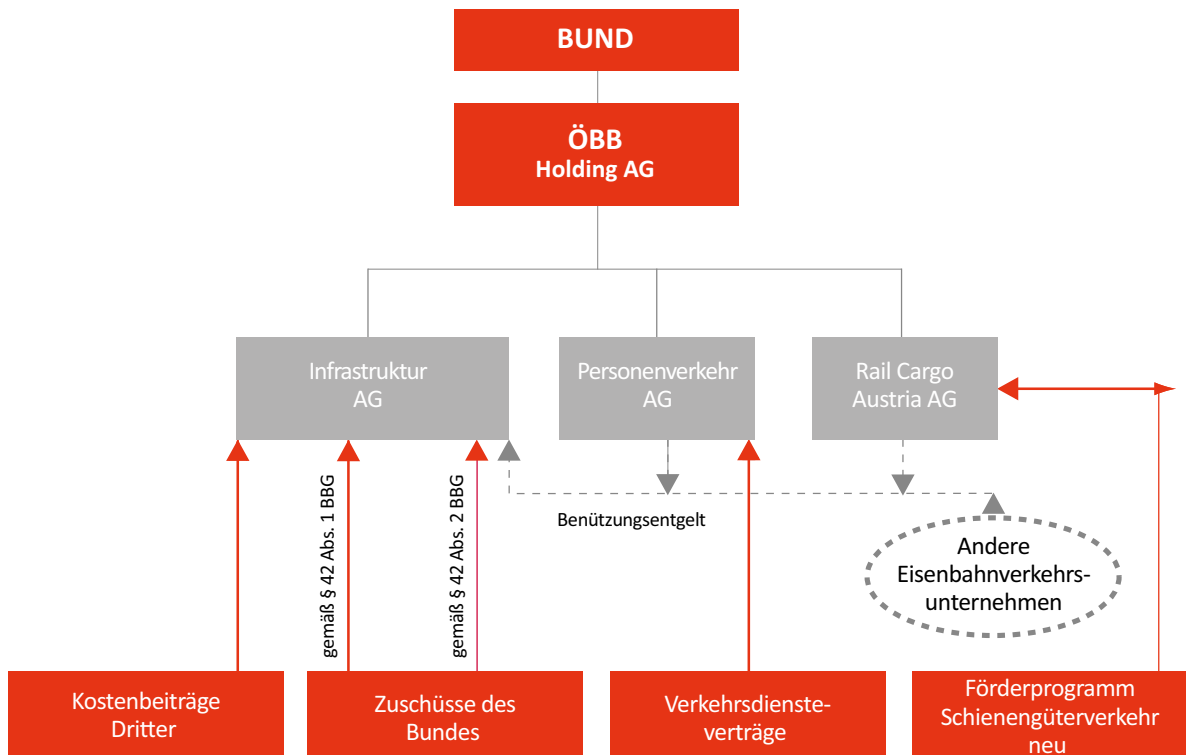 BUND
ÖBB
Holding AG
Infrastruktur
AG
Personenverkehr
AG
Rail Cargo
Austria AG
gemäß § 42 Abs. 1 BBG
gemäß § 42 Abs. 2 BBG
Benützungsentgelt
Andere
Eisenbahnverkehrs-
unternehmen
Kostenbeiträge
Dritter
Zuschüsse des
Bundes
Verkehrsdienste-
verträge
Förderprogramm
Schienengüterverkehr
neu